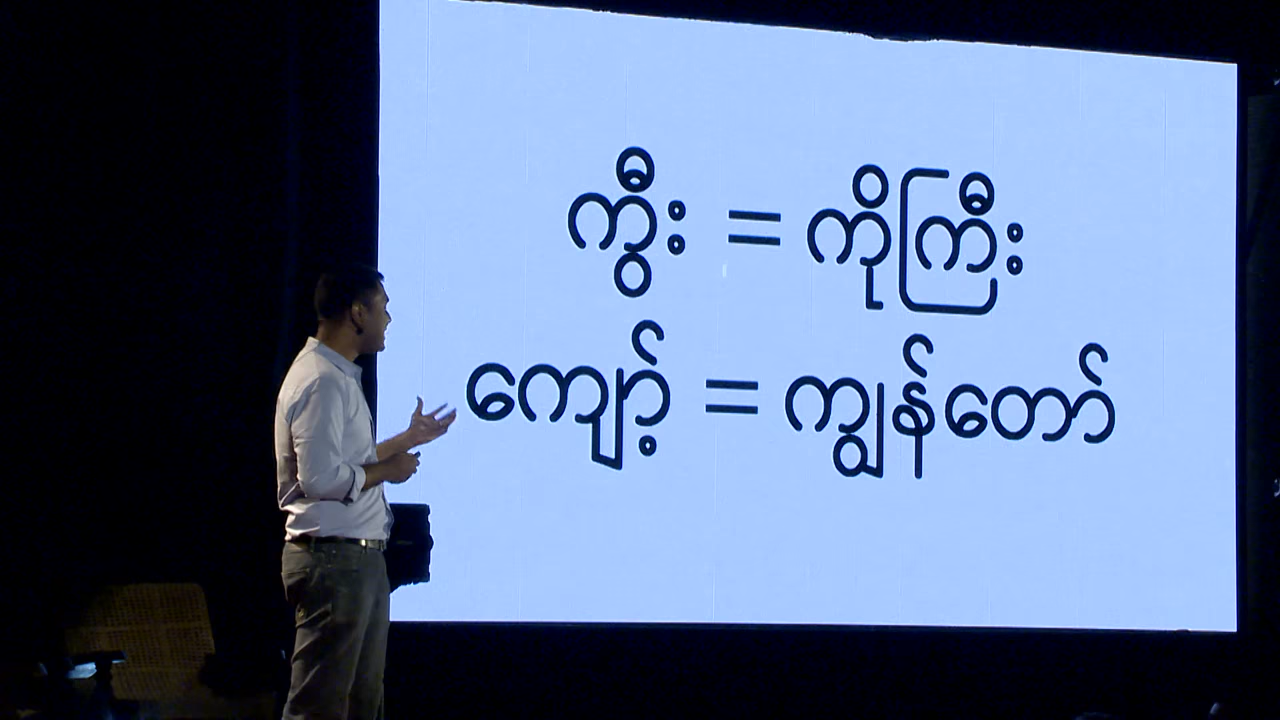 ကွီး = ကိုကြီး
ကျော့် = ကျွန်တော်